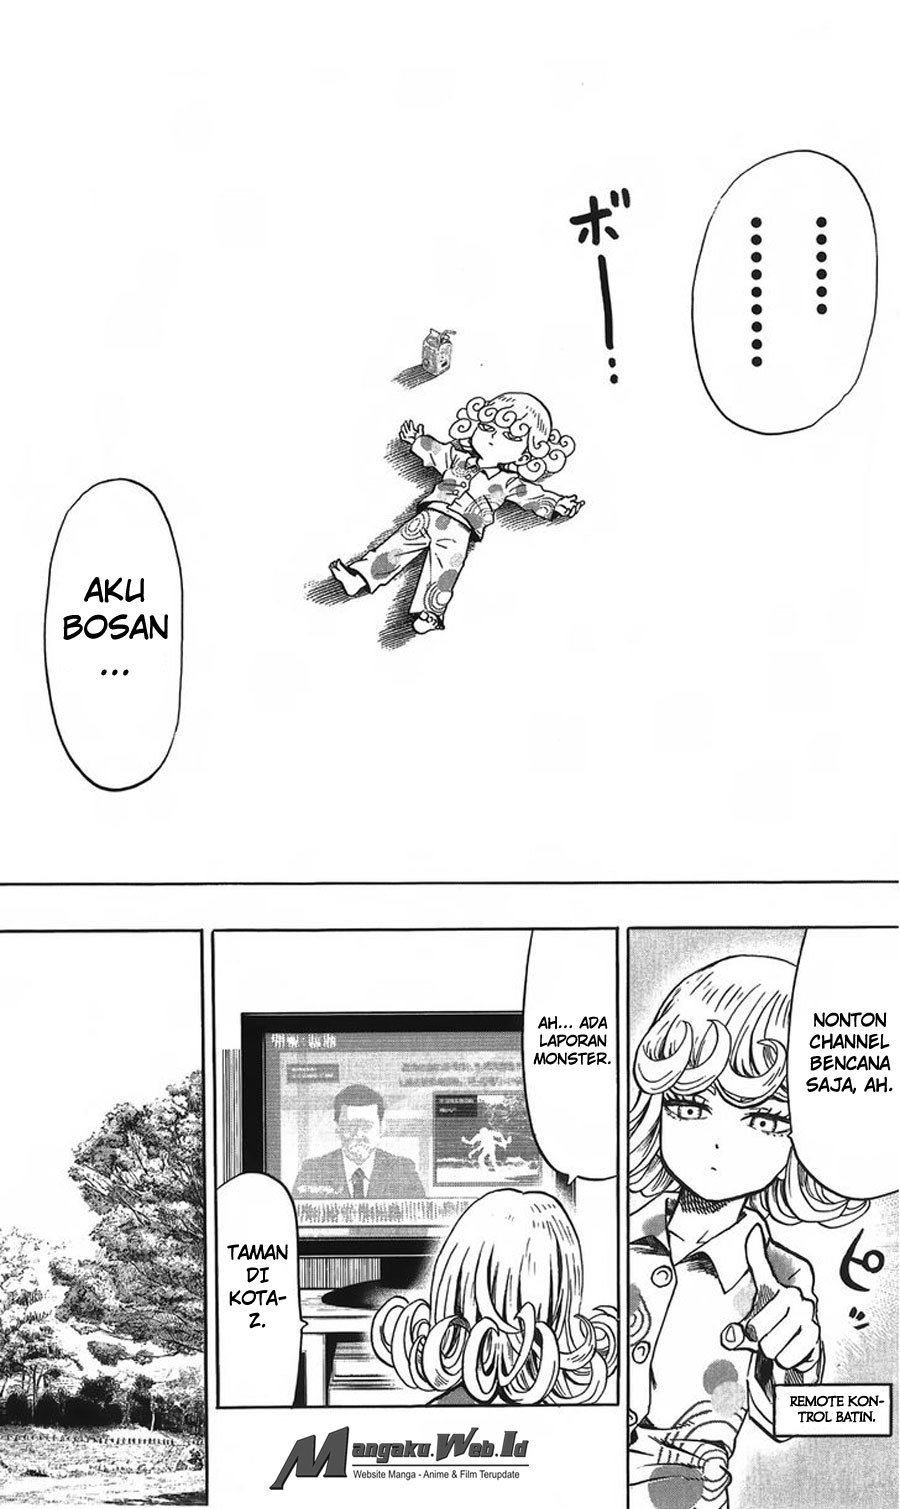 ボー
AKU
BOSAN
...
NONTON
CHANNEL
BENCANA
SAJA, AH.
ピ
REMOTE KON-
TROL BATIN.
AH... ADA
LAPORAN
MONSTER.
TAMAN
DI
KOTA-
Z.
Mangaku.Web.Id
Website Manga - Anime & Film Terupdate